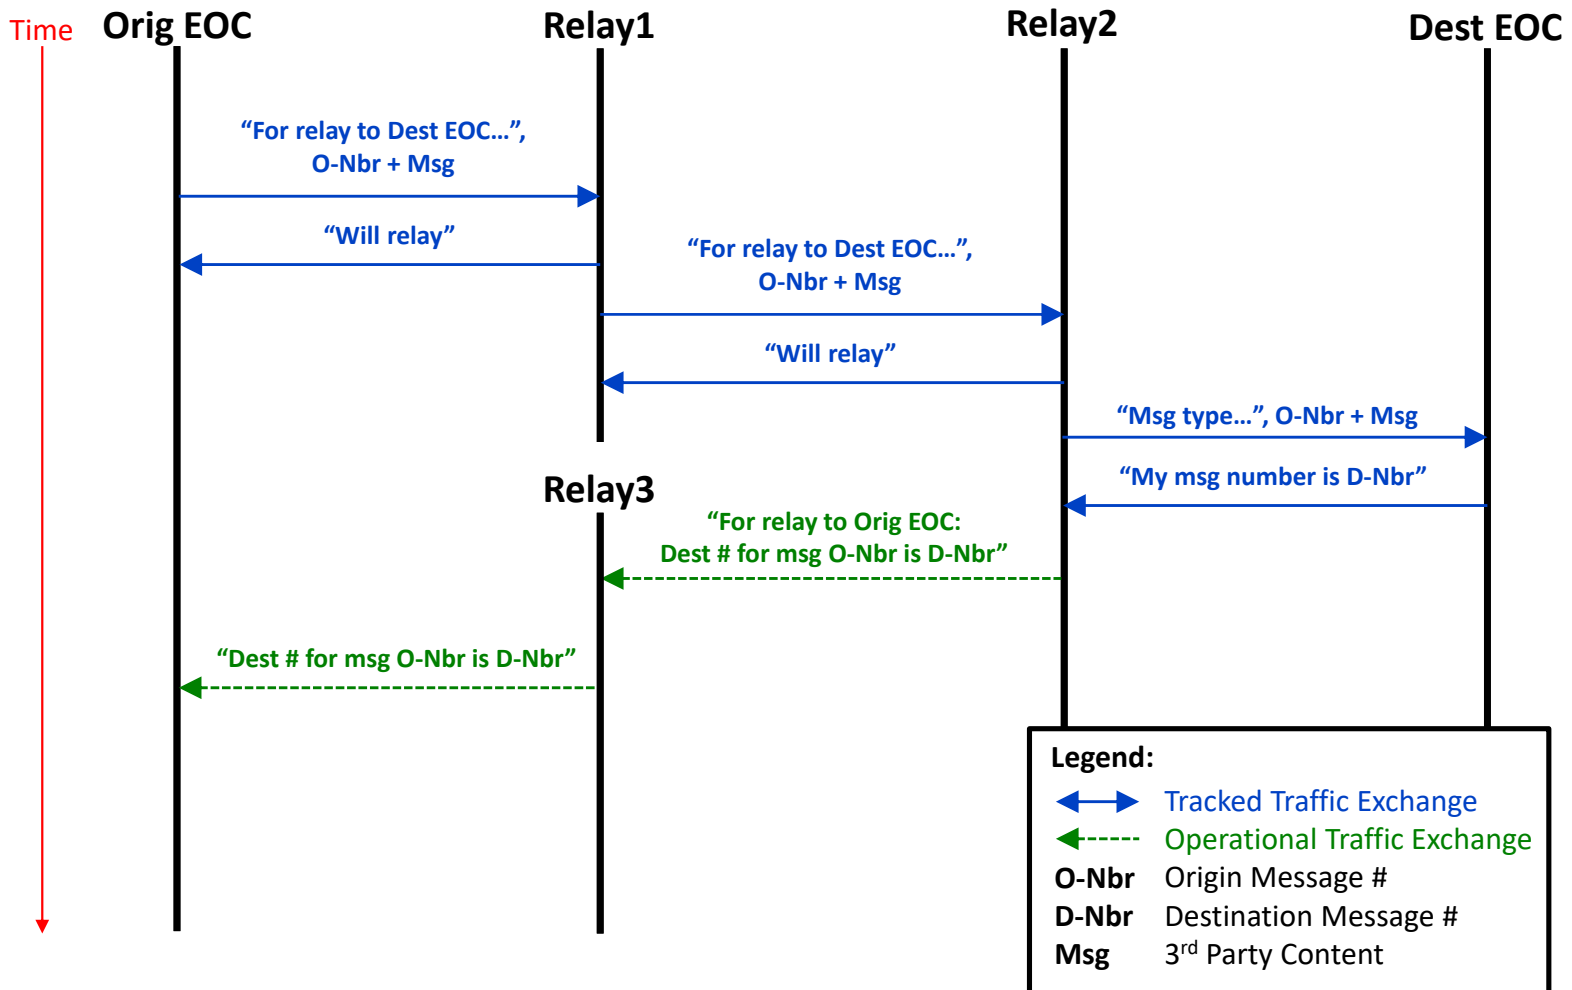 Time
Orig EOC
Relay1
Relay2
Dest EOC
“For relay to Dest EOC...”,
O-Nbr + Msg
“Will relay”
“For relay to Dest EOC...”,
O-Nbr + Msg
“Will relay”
“Msg type...”, O-Nbr + Msg
“My msg number is D-Nbr”
Relay3
“For relay to Orig EOC:
Dest # for msg O-Nbr is D-Nbr”
“Dest # for msg O-Nbr is D-Nbr”
Legend:
Tracked Traffic Exchange
Operational Traffic Exchange
O-Nbr Origin Message #
D-Nbr Destination Message #
Msg 3rd Party Content